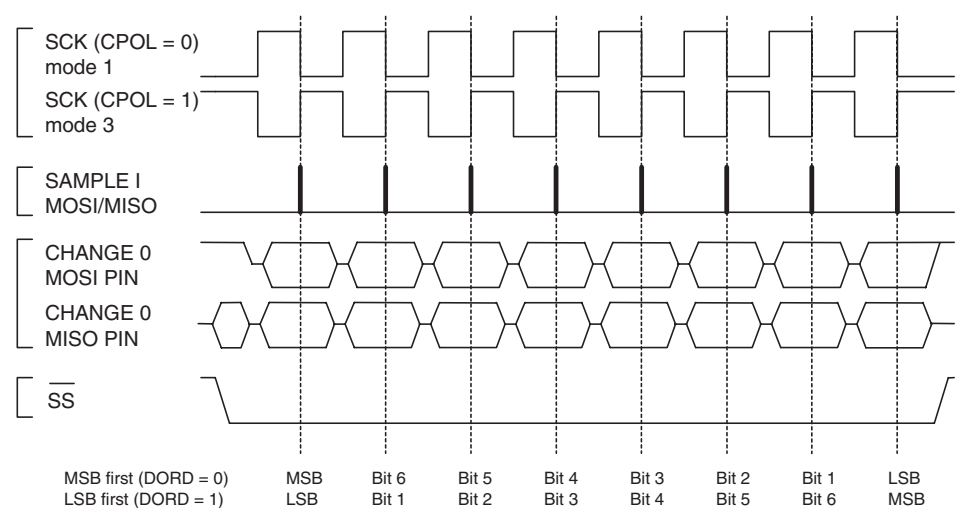 SCK (CPOL = 0)
mode 1
SCK (CPOL = 1)
mode 3
SAMPLE I
MOSI/MISO
CHANGE 0
MOSI PIN
CHANGE 0
MISO PIN
SS
MSB first (DORD = 0) MSB Bit 6 Bit 5 Bit 4 Bit 3 Bit 2 Bit 1 LSB
LSB first (DORD = 1) LSB Bit 1 Bit 2 Bit 3 Bit 4 Bit 5 Bit 6 MSB